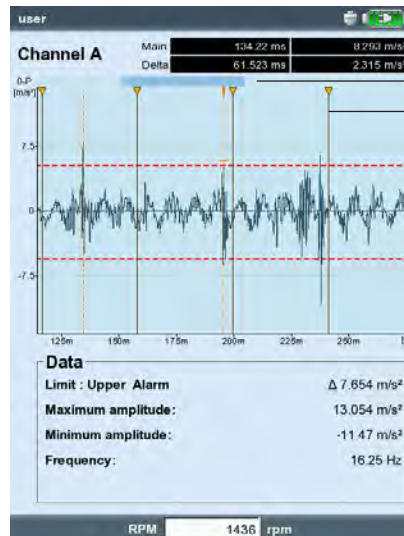 user
Channel A
Main 134.22 ms 8.293 m/s²
Delta 61.523 ms 2.315 m/s²
0-P
[m/s²]
7.5
0
-7.5
125m 150m 175m 200m 225m 250m
Data
Limit : Upper Alarm Δ 7.654 m/s²
Maximum amplitude: 13.054 m/s²
Minimum amplitude: -11.47 m/s²
Frequency: 16.25 Hz
RPM 1436 rpm